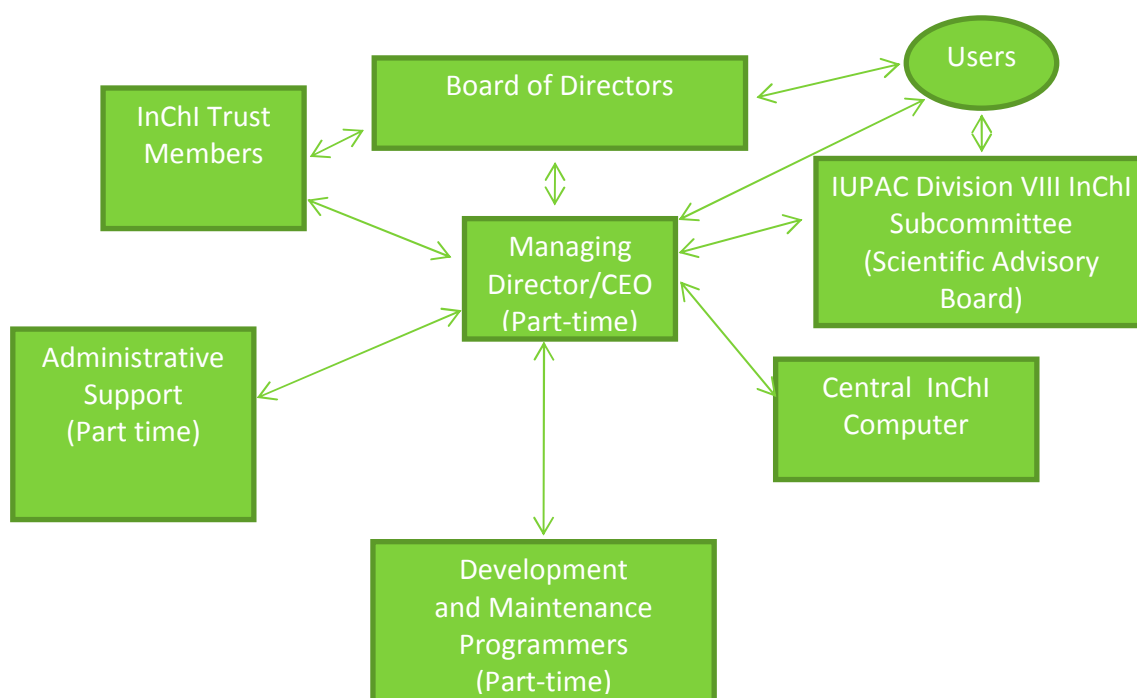 Users
Board of Directors
InChI Trust
Members
IUPAC Division VIII InChI
Subcommittee
(Scientific Advisory
Board)
Managing
Director/CEO
(Part-time)
Administrative
Support
(Part time)
Central  InChI
Computer
Development
and Maintenance
Programmers
(Part-time)